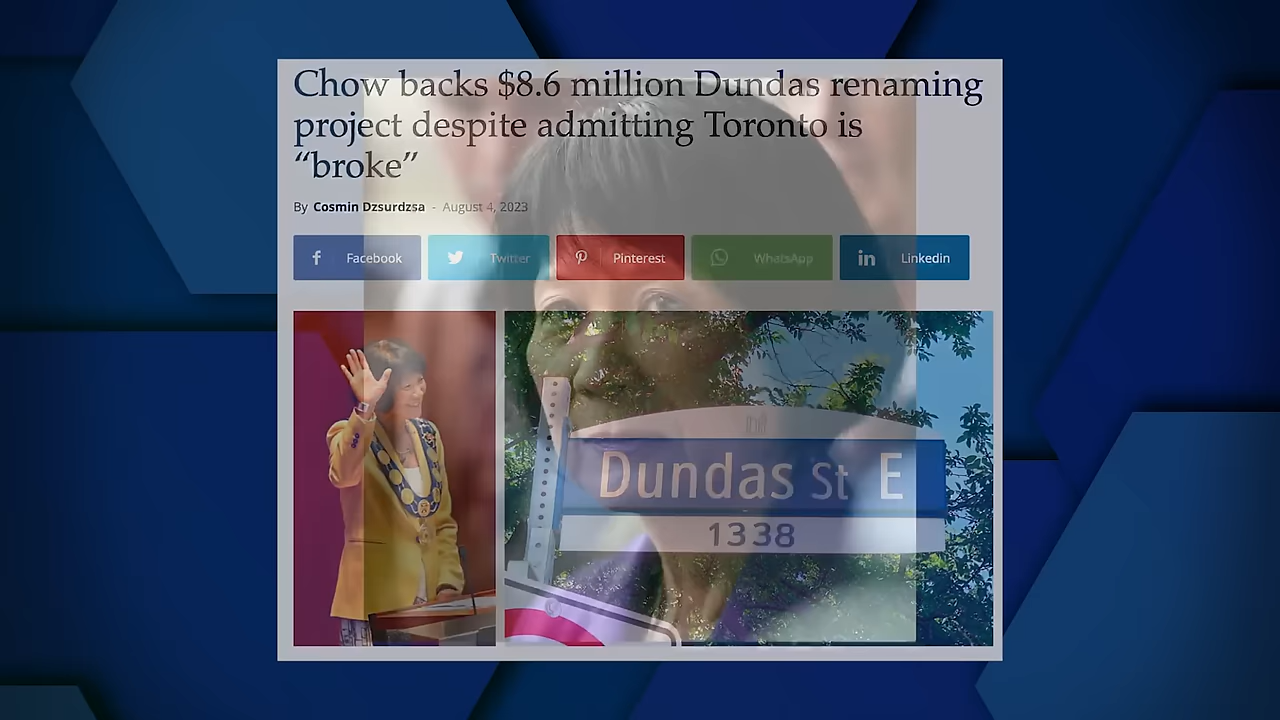 Chow backs $8.6 million Dundas renaming
project despite admitting Toronto is
“broke”
By Cosmin Dzsurdzsa - August 4, 2023
Facebook Twitter Pinterest WhatsApp Linkedin
Dundas St E
1338